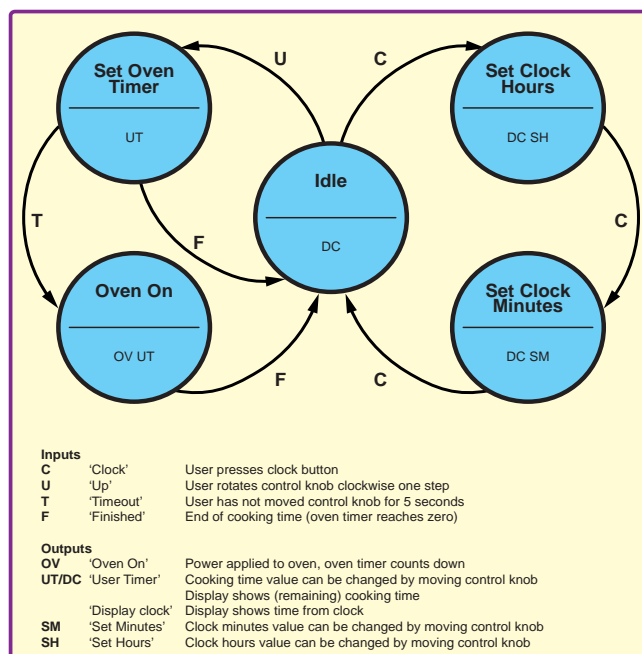 Set Oven
Timer
UT
U
C
Set Clock
Hours
DC SH
Idle
DC
T
F
C
Oven On
OV UT
Set Clock
Minutes
DC SM
F
C
Inputs
C 'Clock' User presses clock button
U 'Up' User rotates control knob clockwise one step
T 'Timeout' User has not moved control knob for 5 seconds
F 'Finished' End of cooking time (oven timer reaches zero)
Outputs
OV 'Oven On' Power applied to oven, oven timer counts down
UT/DC 'User Timer' Cooking time value can be changed by moving control knob
Display shows (remaining) cooking time
'Display clock' Display shows time from clock
SM 'Set Minutes' Clock minutes value can be changed by moving control knob
SH 'Set Hours' Clock hours value can be changed by moving control knob